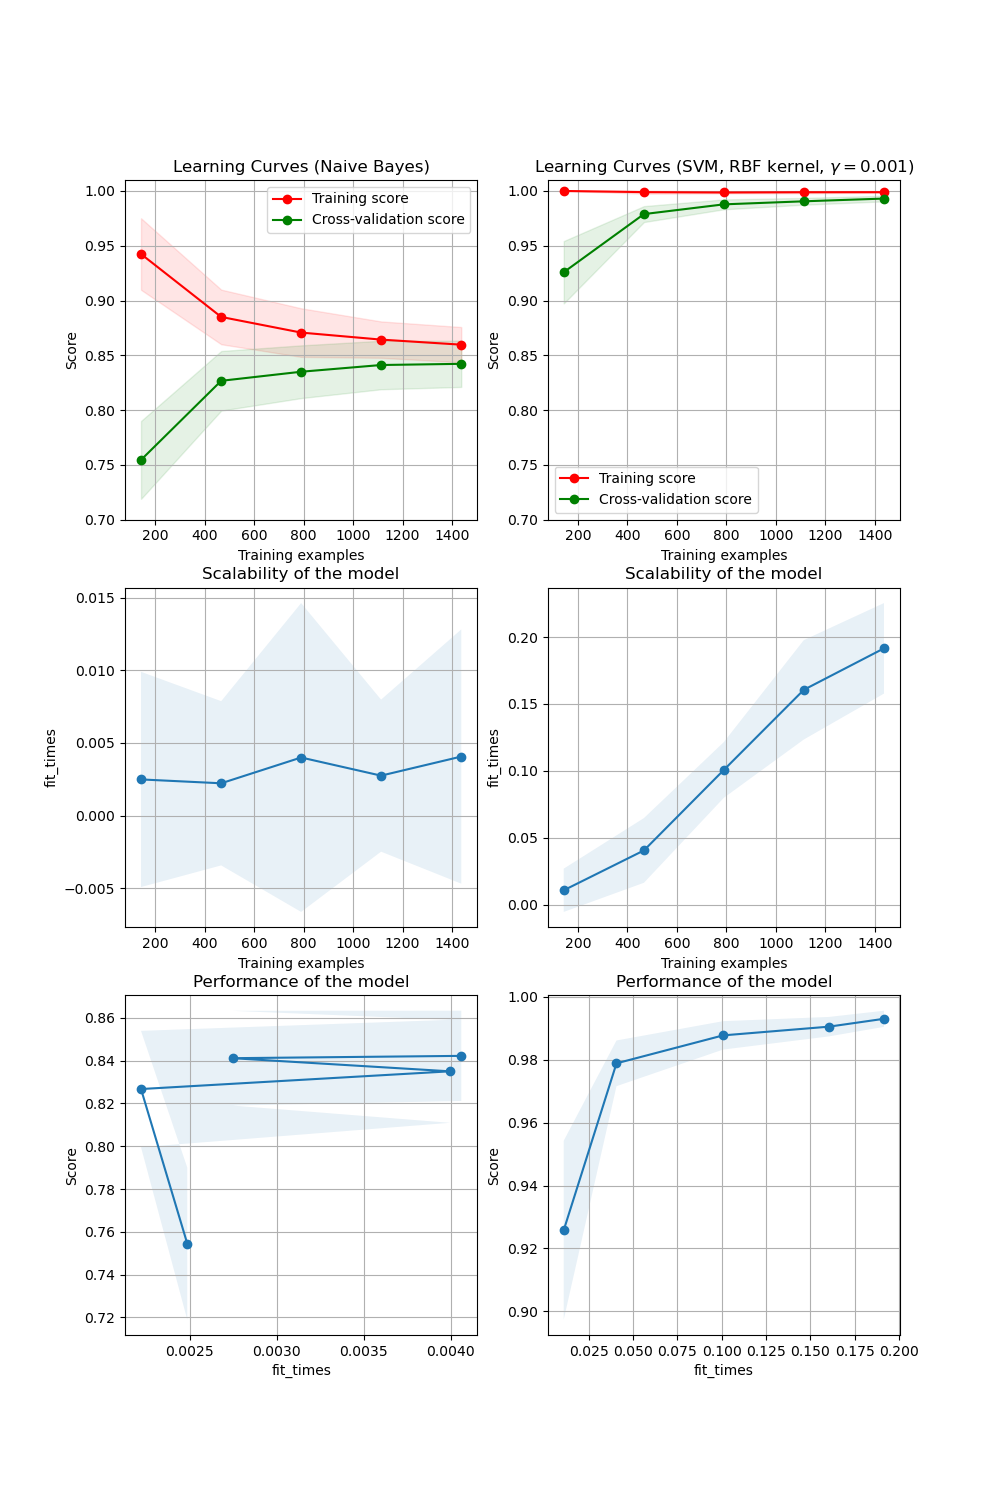 Learning Curves (Naive Bayes)
1.00
0.95
0.90
0.85
0.80
0.75
0.70
Score
Training score
Cross-validation score
200 400 600 800 1000 1200 1400
Training examples
Learning Curves (SVM, RBF kernel, γ = 0.001)
1.00
0.95
0.90
0.85
0.80
0.75
0.70
Score
Training score
Cross-validation score
200 400 600 800 1000 1200 1400
Training examples
Scalability of the model
0.015
0.010
0.005
0.000
−0.005
fit_times
200 400 600 800 1000 1200 1400
Training examples
Scalability of the model
0.20
0.15
0.10
0.05
0.00
fit_times
200 400 600 800 1000 1200 1400
Training examples
Performance of the model
0.86
0.84
0.82
0.80
0.78
0.76
0.74
0.72
Score
0.0025 0.0030 0.0035 0.0040
fit_times
Performance of the model
1.00
0.98
0.96
0.94
0.92
0.90
Score
0.025 0.050 0.075 0.100 0.125 0.150 0.175 0.200
fit_times